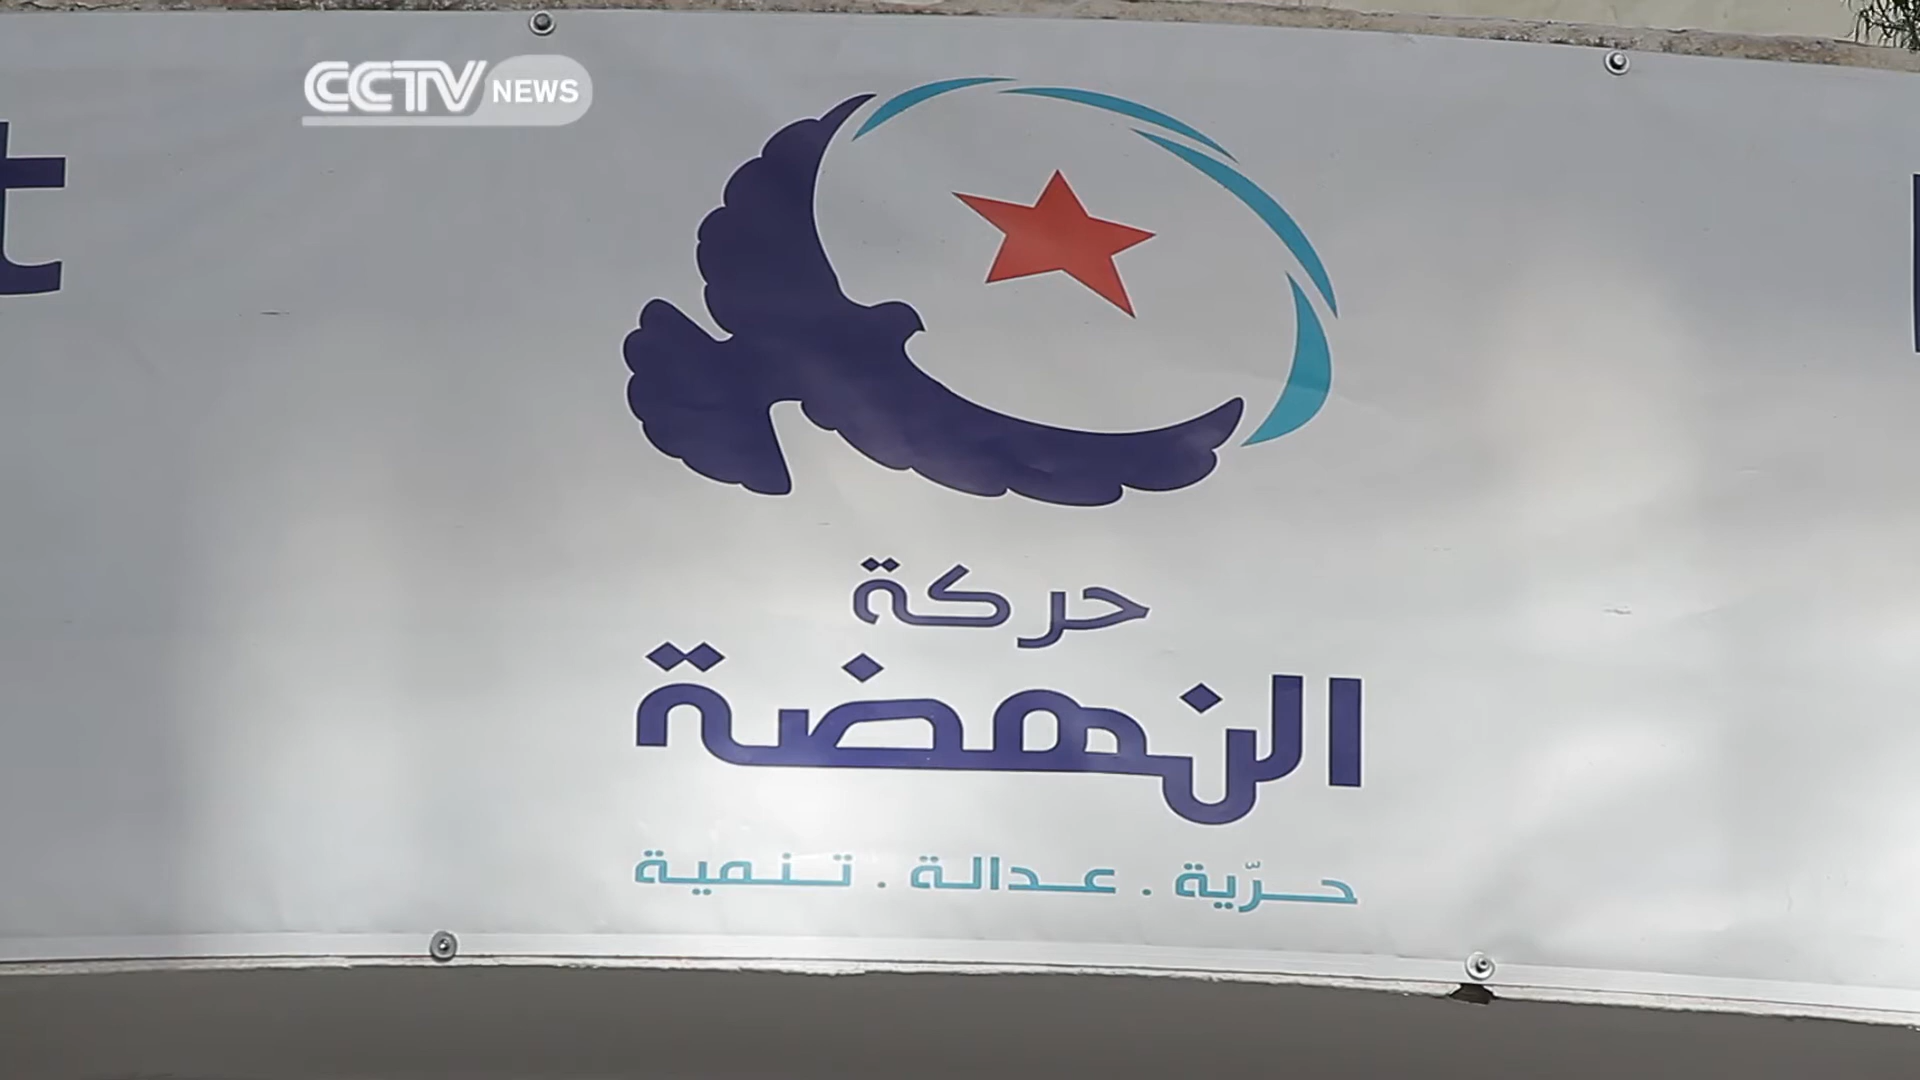 CCTV NEWS
t
حركة
النهضة
حرّية . عدالة . تنمية